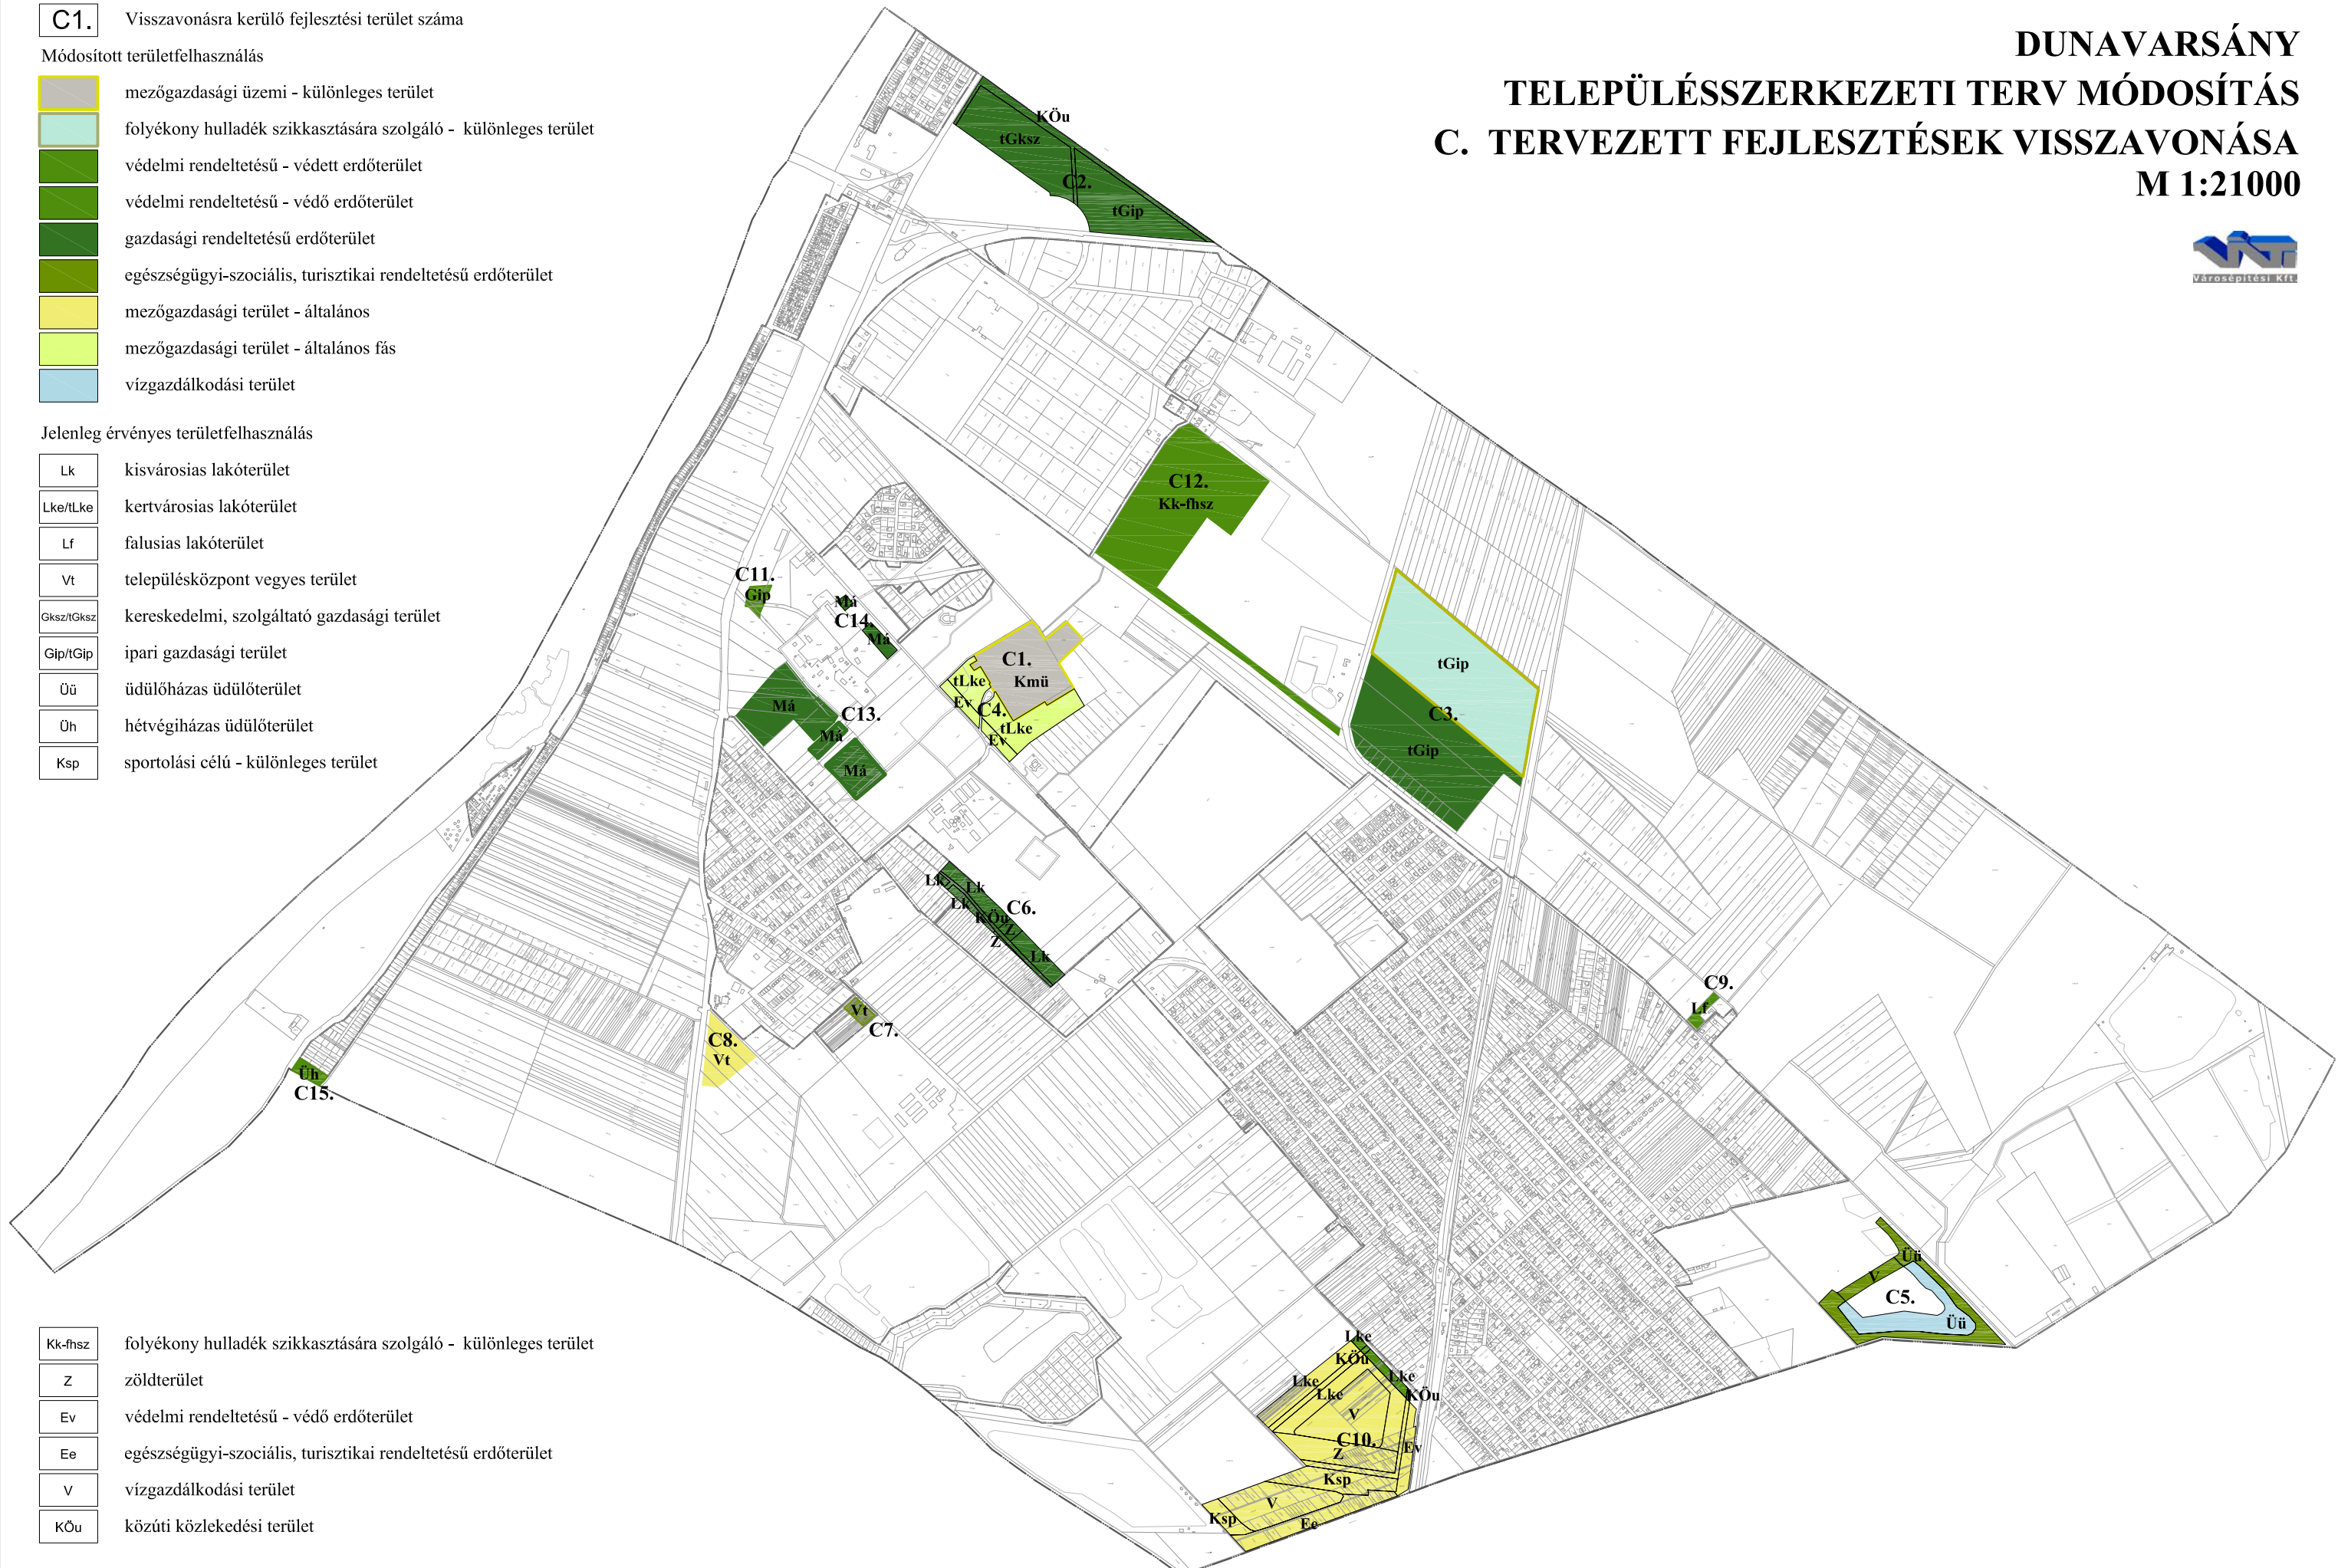 C1. Visszavonásra kerülő fejlesztési terület száma
Módosított területfelhasználás
mezőgazdasági üzemi - különleges terület
folyékony hulladék szikkasztására szolgáló - különleges terület
védelmi rendeltetésű - védett erdőterület
védelmi rendeltetésű - védő erdőterület
gazdasági rendeltetésű erdőterület
egészségügyi-szociális, turisztikai rendeltetésű erdőterület
mezőgazdasági terület - általános
mezőgazdasági terület - általános fás
vízgazdálkodási terület
Jelenleg érvényes területfelhasználás
Lk kisvárosias lakóterület
Lke/tLke kertvárosias lakóterület
Lf falusias lakóterület
Vt településközpont vegyes terület
Gksz/tGksz kereskedelmi, szolgáltató gazdasági terület
Gip/tGip ipari gazdasági terület
Üü üdülőházas üdülőterület
Üh hétvégiházas üdülőterület
Ksp sportolási célú - különleges terület
Kk-fhsz folyékony hulladék szikkasztására szolgáló - különleges terület
Z zöldterület
Ev védelmi rendeltetésű - védő erdőterület
Ee egészségügyi-szociális, turisztikai rendeltetésű erdőterület
V vízgazdálkodási terület
KÖu közúti közlekedési terület
DUNAVARSÁNY
TELEPÜLÉSSZERKEZETI TERV MÓDOSÍTÁS
C. TERVEZETT FEJLESZTÉSEK VISSZAVONÁSA
M 1:21000
VÁTI
Városépítési Kft.
KÖu
tGksz
C2.
tGip
C12.
Kk-fhsz
C11.
Gip
Má
C14.
Má
C1.
Kmü
tLke
Ev
C4.
tLke
Ev
tGip
C3.
tGip
Má
C13.
Má
Má
Lk
Lk
Lk
C6.
KÖu
Z
Z
Lk
C9.
Lf
Vt
C7.
C8.
Vt
Üh
C15.
Üü
V
C5.
Üü
Lke
KÖu
Lke
Lke
Lke
KÖu
V
C10.
Z
Ev
Ksp
V
Ksp
Ee